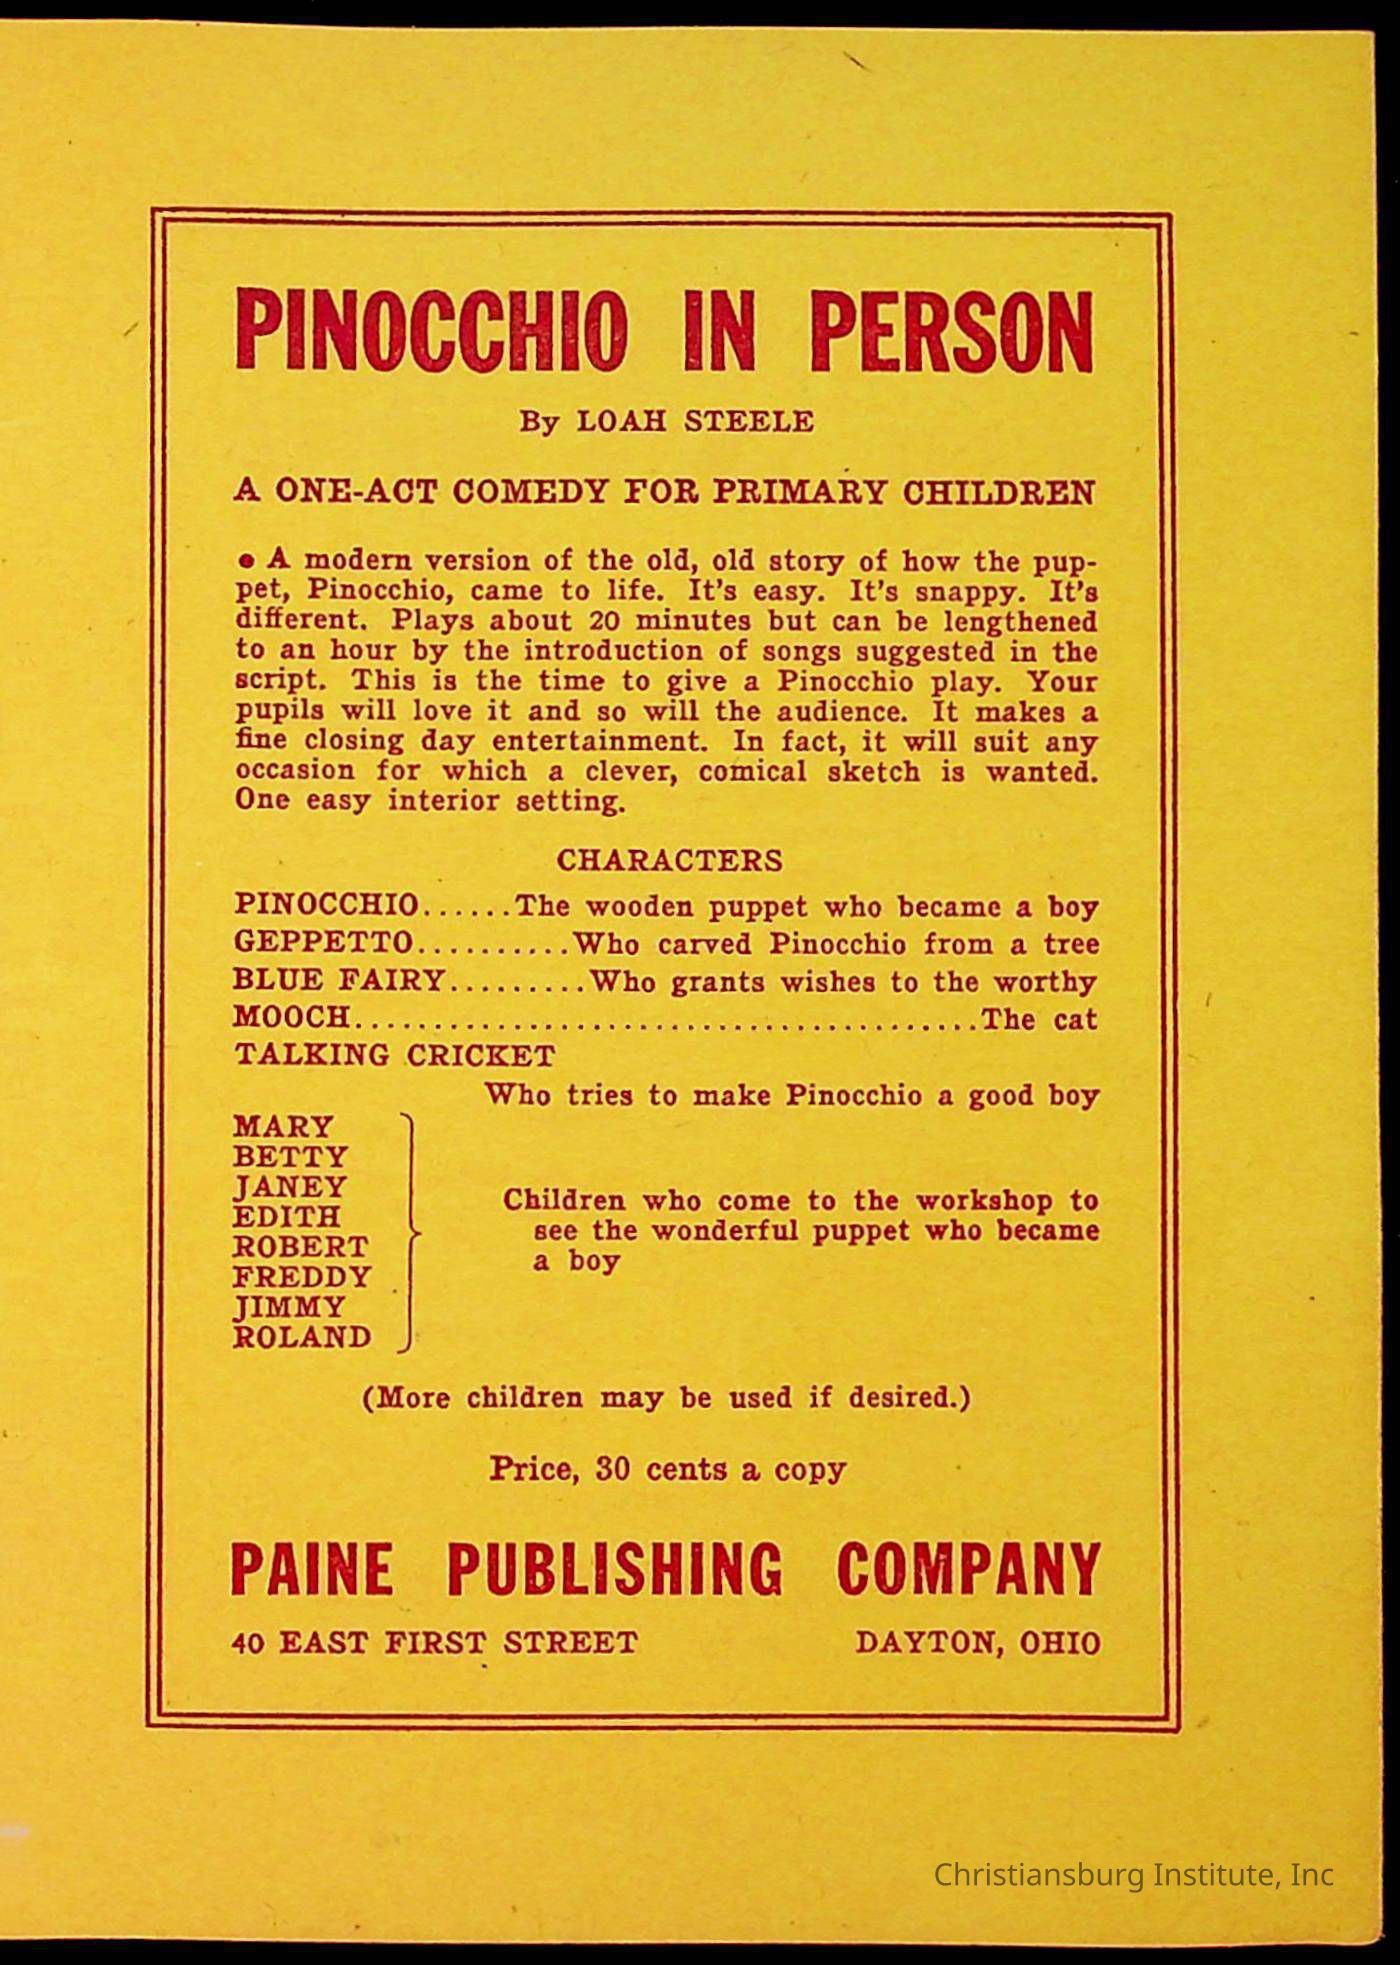 PINOCCHIO IN PERSON
By LOAH STEELE
A ONE-ACT COMEDY FOR PRIMARY CHILDREN
• A modern version of the old, old story of how the pup-
pet, Pinocchio, came to life. It's easy. It's snappy. It's
different. Plays about 20 minutes but can be lengthened
to an hour by the introduction of songs suggested in the
script. This is the time to give a Pinocchio play. Your
pupils will love it and so will the audience. It makes a
fine closing day entertainment. In fact, it will suit any
occasion for which a clever, comical sketch is wanted.
One easy interior setting.
CHARACTERS
PINOCCHIO......The wooden puppet who became a boy
GEPPETTO..........Who carved Pinocchio from a tree
BLUE FAIRY.........Who grants wishes to the worthy
MOOCH.......................................The cat
TALKING CRICKET
Who tries to make Pinocchio a good boy
MARY
BETTY
JANEY
EDITH
ROBERT
FREDDY
JIMMY
ROLAND
Children who come to the workshop to
see the wonderful puppet who became
a boy
(More children may be used if desired.)
Price, 30 cents a copy
PAINE PUBLISHING COMPANY
40 EAST FIRST STREET DAYTON, OHIO
Christiansburg Institute, Inc